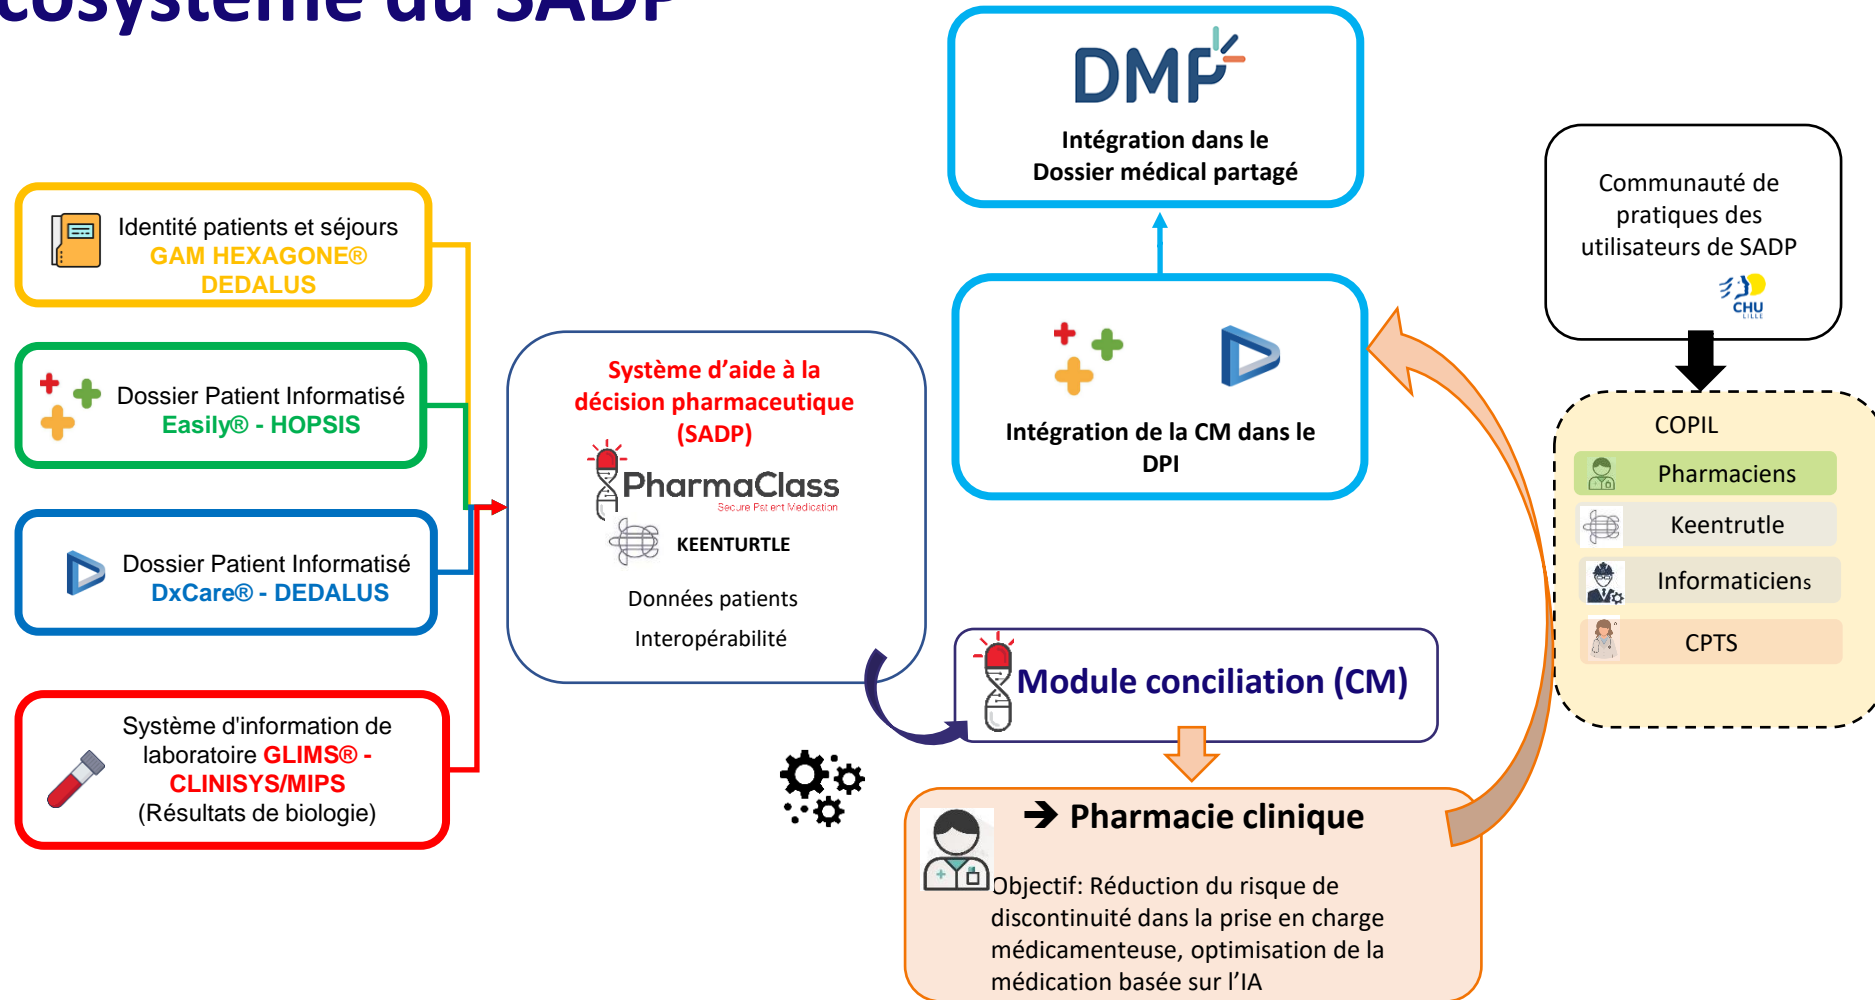 cosystème du SADP
Identité patients et séjours
GAM HEXAGONE®
DEDALUS
Dossier Patient Informatisé
Easily® - HOPSIS
Dossier Patient Informatisé
DxCare® - DEDALUS
Système d'information de
laboratoire GLIMS® -
CLINISYS/MIPS
(Résultats de biologie)
Système d'aide à la
décision pharmaceutique
(SADP)
PharmaClass
Secure Patient Medication
KEENTURTLE
Données patients
Interopérabilité
DMP
Intégration dans le
Dossier médical partagé
Intégration de la CM dans le
DPI
Module conciliation (CM)
➔ Pharmacie clinique
Objectif: Réduction du risque de
discontinuité dans la prise en charge
médicamenteuse, optimisation de la
médication basée sur l'IA
Communauté de
pratiques des
utilisateurs de SADP
CHU
LILLE
COPIL
Pharmaciens
Keentrutle
Informaticiens
CPTS